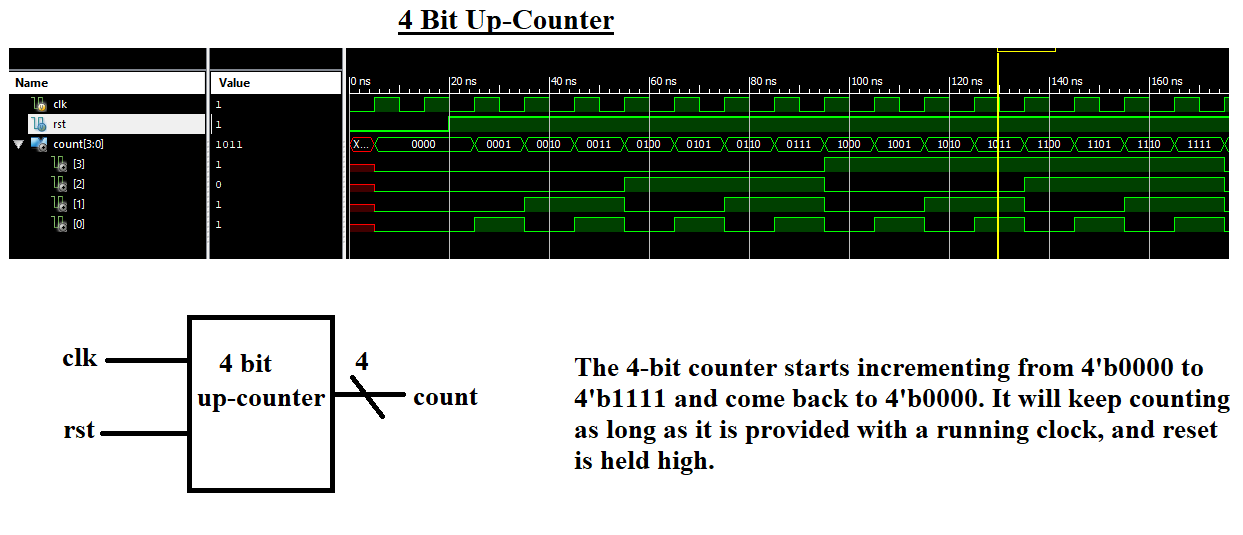 4 Bit Up-Counter
Name Value 0 ns 20 ns 40 ns 60 ns 80 ns 100 ns 120 ns 140 ns 160 ns
clk 1
rst 1
count[3:0] 1011 X... 0000 0001 0010 0011 0100 0101 0110 0111 1000 1001 1010 1011 1100 1101 1110 1111
[3] 1
[2] 0
[1] 1
[0] 1
clk
rst
4 bit
up-counter
4
count
The 4-bit counter starts incrementing from 4'b0000 to
4'b1111 and come back to 4'b0000. It will keep counting
as long as it is provided with a running clock, and reset
is held high.